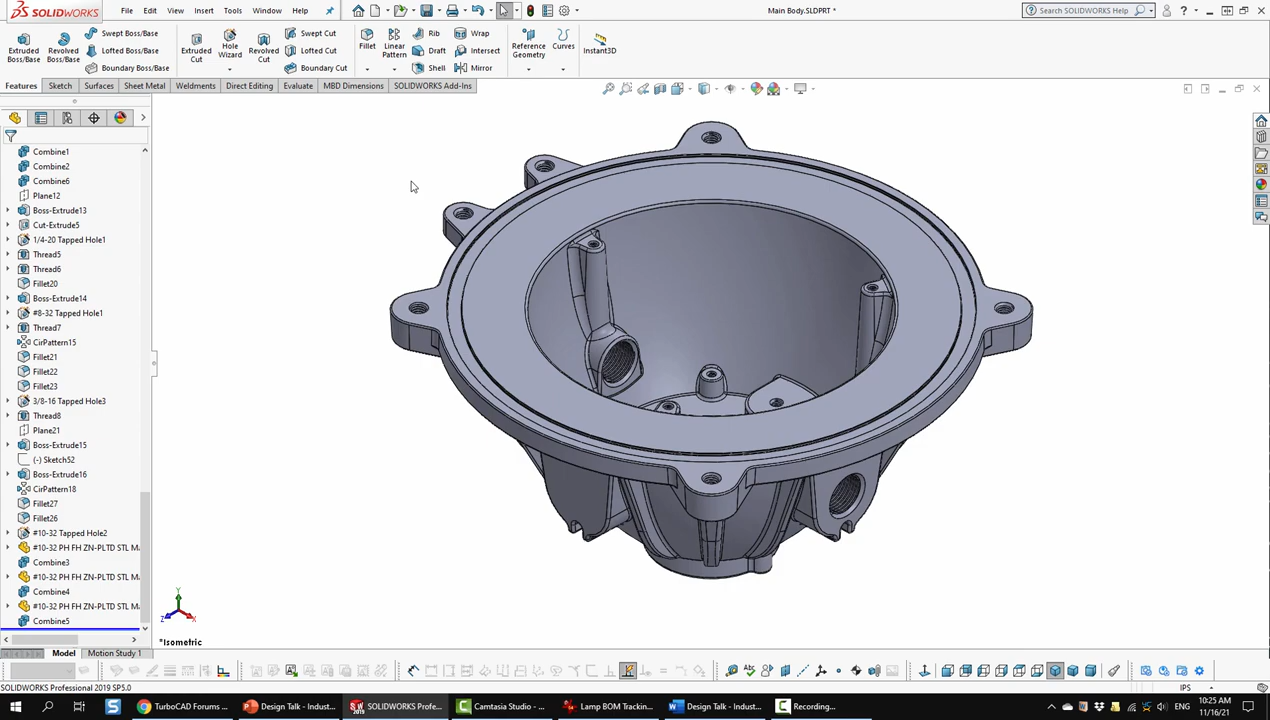 SOLIDWORKS File Edit View Insert Tools Window Help Main Body.SLDPRT * Search SOLIDWORKS Help
Extruded Boss/Base
Revolved Boss/Base
Swept Boss/Base
Lofted Boss/Base
Boundary Boss/Base
Extruded Cut
Hole Wizard
Revolved Cut
Swept Cut
Lofted Cut
Boundary Cut
Fillet
Linear Pattern
Rib
Draft
Shell
Wrap
Intersect
Mirror
Reference Geometry
Curves
Instant3D
Features Sketch Surfaces Sheet Metal Weldments Direct Editing Evaluate MBD Dimensions SOLIDWORKS Add-Ins
Combine1
Combine2
Combine6
Plane12
Boss-Extrude13
Cut-Extrude5
1/4-20 Tapped Hole1
Thread5
Thread6
Fillet20
Boss-Extrude14
#8-32 Tapped Hole1
Thread7
CirPattern15
Fillet21
Fillet22
Fillet23
3/8-16 Tapped Hole3
Thread8
Plane21
Boss-Extrude15
(-) Sketch52
Boss-Extrude16
CirPattern18
Fillet27
Fillet26
#10-32 Tapped Hole2
#10-32 PH FH ZN-PLTD STL M
Combine3
#10-32 PH FH ZN-PLTD STL M
Combine4
#10-32 PH FH ZN-PLTD STL M
Combine5
Y
Z X
*Isometric
Model Motion Study 1
SOLIDWORKS Professional 2019 SP5.0 IPS
TurboCAD Forums ... Design Talk - Indust... SOLIDWORKS Profe... Camtasia Studio - ... Lamp BOM Trackin... Design Talk - Indust... Recording... ENG 10:25 AM
11/16/21